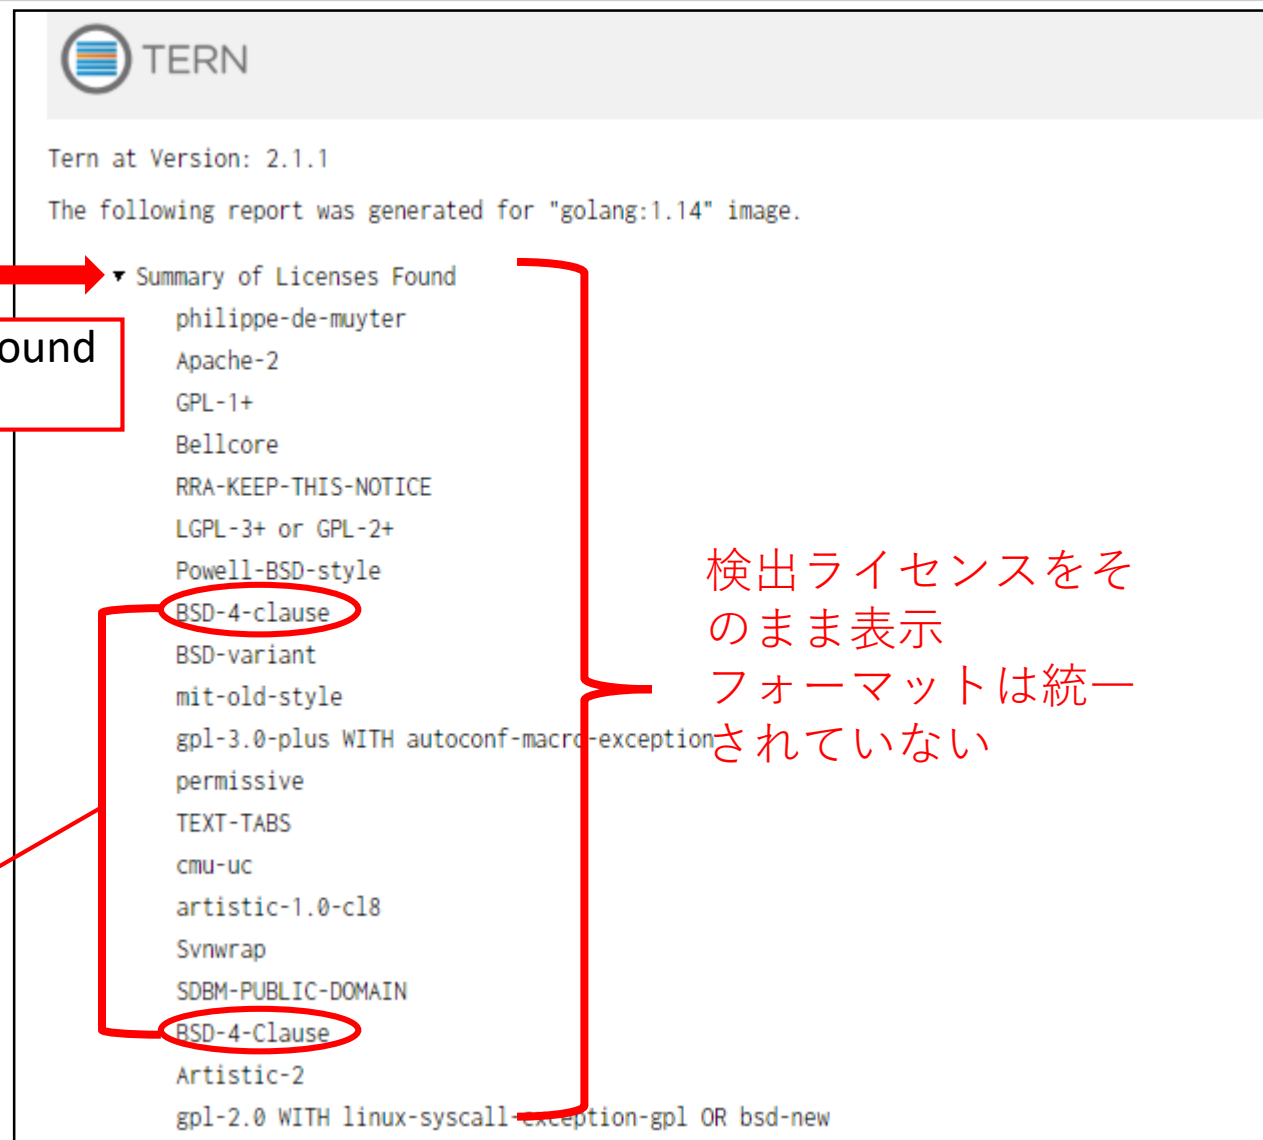 TERN
Tern at Version: 2.1.1
The following report was generated for "golang:1.14" image.
▼ Summary of Licenses Found
ound
philippe-de-muyter
Apache-2
GPL-1+
Bellcore
RRA-KEEP-THIS-NOTICE
LGPL-3+ or GPL-2+
Powell-BSD-style
BSD-4-clause
BSD-variant
mit-old-style
gpl-3.0-plus WITH autoconf-macro-exception
permissive
TEXT-TABS
cmu-uc
artistic-1.0-cl8
Svnwrap
SDBM-PUBLIC-DOMAIN
BSD-4-Clause
Artistic-2
gpl-2.0 WITH linux-syscall-exception-gpl OR bsd-new
検出ライセンスをそ
のまま表示
フォーマットは統一
されていない